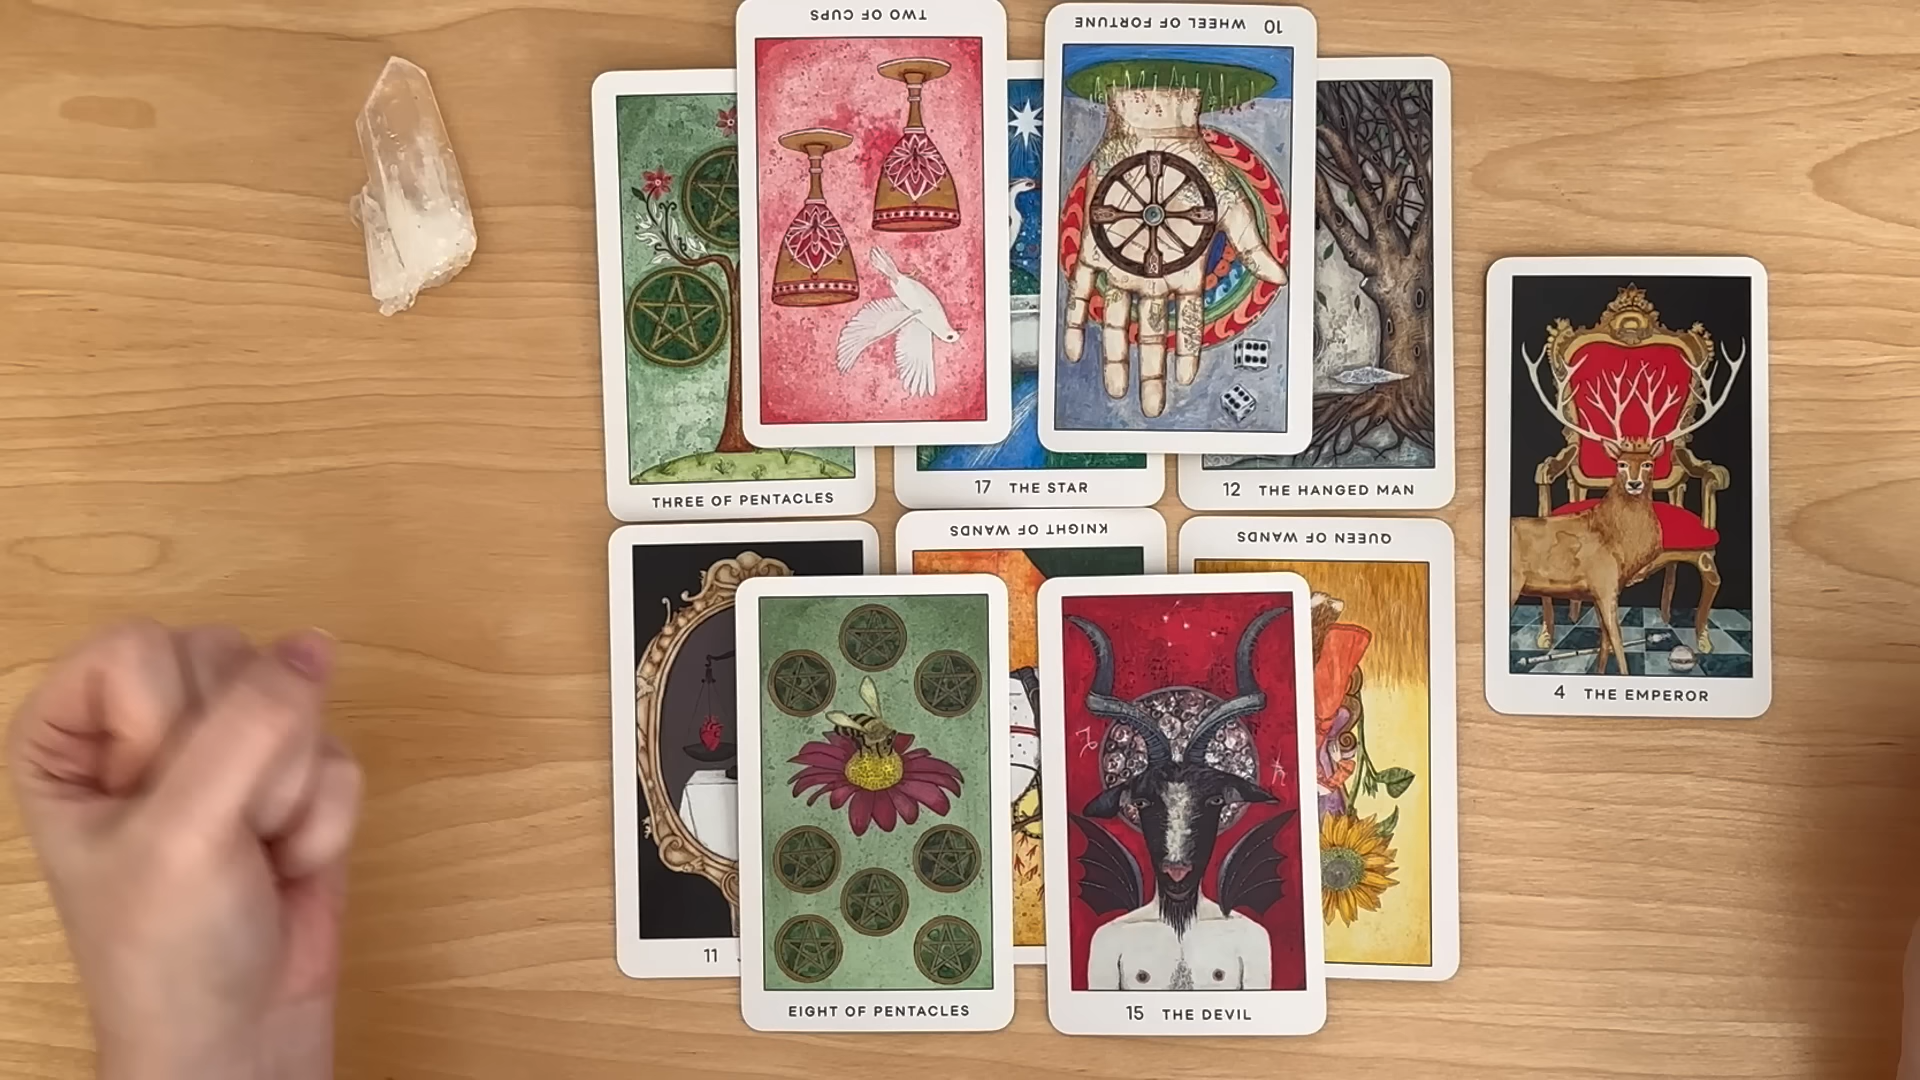 TWO OF CUPS
10 WHEEL OF FORTUNE
THREE OF PENTACLES
17 THE STAR
12 THE HANGED MAN
KNIGHT OF WANDS
QUEEN OF WANDS
4 THE EMPEROR
11
EIGHT OF PENTACLES
15 THE DEVIL